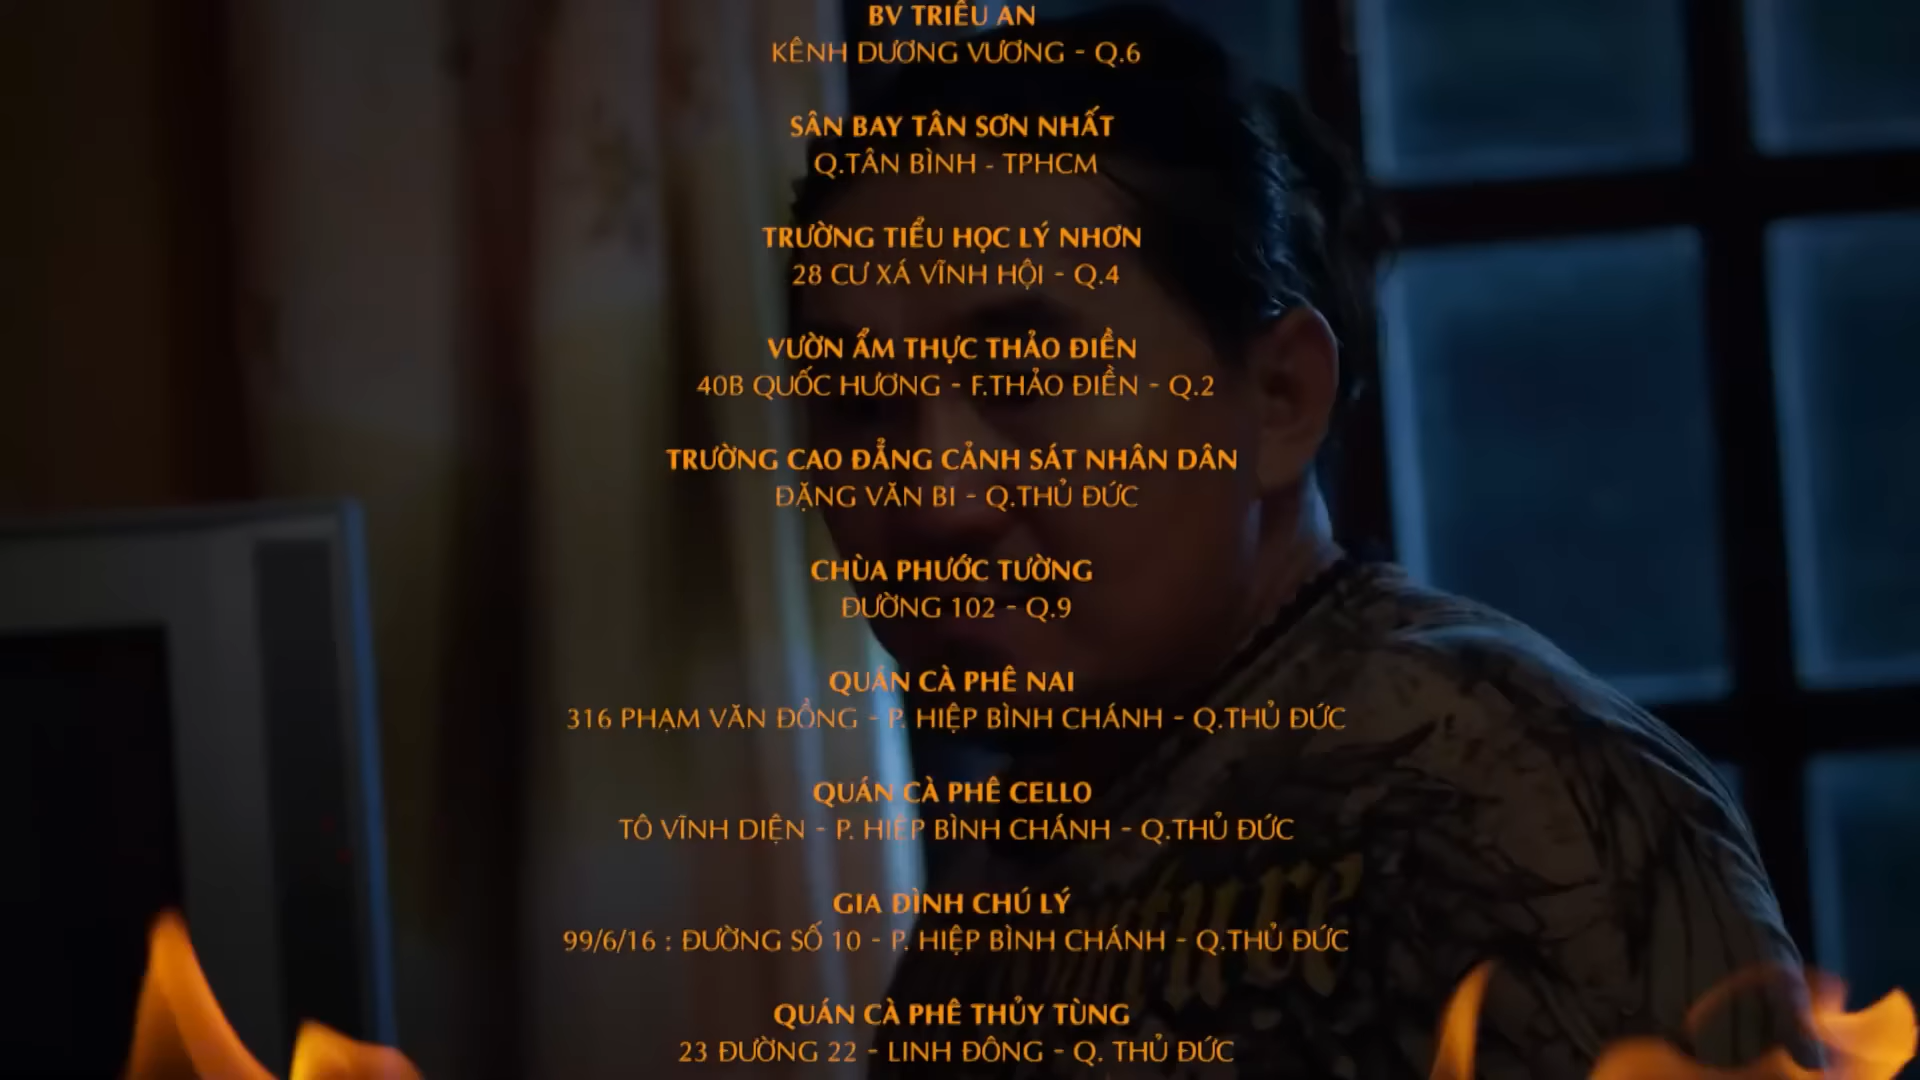 BV TRIỀU AN
KÊNH DƯƠNG VƯƠNG - Q.6
SÂN BAY TÂN SƠN NHẤT
Q.TÂN BÌNH - TPHCM
TRƯỜNG TIỂU HỌC LÝ NHƠN
28 CƯ XÁ VĨNH HỘI - Q.4
VƯỜN ẨM THỰC THẢO ĐIỀN
40B QUỐC HƯƠNG - F.THẢO ĐIỀN - Q.2
TRƯỜNG CAO ĐẲNG CẢNH SÁT NHÂN DÂN
ĐẶNG VĂN BI - Q.THỦ ĐỨC
CHÙA PHƯỚC TƯỜNG
ĐƯỜNG 102 - Q.9
QUÁN CÀ PHÊ NAI
316 PHẠM VĂN ĐỒNG - P. HIỆP BÌNH CHÁNH - Q.THỦ ĐỨC
QUÁN CÀ PHÊ CELLO
TÔ VĨNH DIỆN - P. HIỆP BÌNH CHÁNH - Q.THỦ ĐỨC
GIA ĐÌNH CHÚ LÝ
99/6/16 : ĐƯỜNG SỐ 10 - P. HIỆP BÌNH CHÁNH - Q.THỦ ĐỨC
QUÁN CÀ PHÊ THỦY TÙNG
23 ĐƯỜNG 22 - LINH ĐÔNG - Q. THỦ ĐỨC